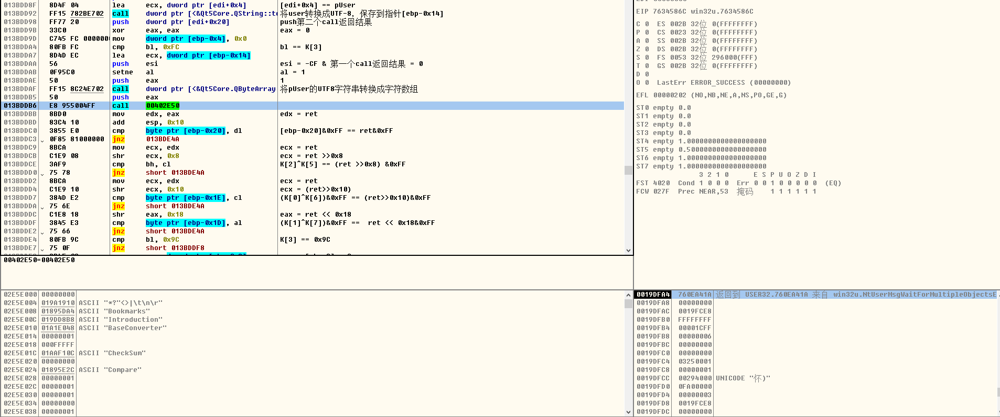 013BDD8F 8D4F 04 lea ecx, dword ptr [edi+0x4] [edi+0x4] == pUser
013BDD92 FF15 782BE702 call dword ptr [<&Qt5Core.QString::to 将user转换成UTF-8, 保存到指针[ebp-0x14]
013BDD98 FF77 20 push dword ptr [edi+0x20] push第二个call返回结果
013BDD9B 33C0 xor eax, eax eax = 0
013BDD9D C745 FC 0000000 mov dword ptr [ebp-0x4], 0x0
013BDDA4 80FB FC cmp bl, 0xFC bl == K[3]
013BDDA7 8D4D EC lea ecx, dword ptr [ebp-0x14]
013BDDAA 56 push esi esi = -CF & 第一个call返回结果 = 0
013BDDAB 0F95C0 setne al al = 1
013BDDAE 50 push eax 1
013BDDAF FF15 8C24E702 call dword ptr [<&Qt5Core.QByteArray 将pUser的UTF8字符串转换成字符数组
013BDDB5 50 push eax
013BDDB6 E8 955004FF call 00402E50
013BDDBB 8BD0 mov edx, eax edx = ret
013BDDBD 83C4 10 add esp, 0x10
013BDDC0 3855 E0 cmp byte ptr [ebp-0x20], dl [ebp-0x20]&0xFF == ret&0xFF
013BDDC3 0F85 81000000 jnz 013BDE4A
013BDDC9 8BCA mov ecx, edx ecx = ret
013BDDCB C1E9 08 shr ecx, 0x8 ecx = ret >>0x8
013BDDCE 3AF9 cmp bh, cl K[2]^K[5] == (ret >>0x8) &0xFF
013BDDD0 75 78 jnz short 013BDE4A
013BDDD2 8BCA mov ecx, edx ecx = ret
013BDDD4 C1E9 10 shr ecx, 0x10 ecx = (ret>>0x10)
013BDDD7 384D E2 cmp byte ptr [ebp-0x1E], cl (K[0]^K[6])&0xFF == (ret>>0x10)&0xFF
013BDDDA 75 6E jnz short 013BDE4A
013BDDDC C1E8 18 shr eax, 0x18 eax = ret << 0x18
013BDDDF 3845 E3 cmp byte ptr [ebp-0x1D], al (K[1]^K[7])&0xFF == ret << 0x18&0xFF
013BDDE2 75 66 jnz short 013BDE4A
013BDDE4 80FB 9C cmp bl, 0x9C K[3] == 0x9C
013BDDE7 75 0F jnz short 013BDDF8
00402E50=00402E50
EIP 7634586C win32u.7634586C
C 0 ES 002B 32位 0(FFFFFFFF)
P 0 CS 0023 32位 0(FFFFFFFF)
A 0 SS 002B 32位 0(FFFFFFFF)
Z 0 DS 002B 32位 0(FFFFFFFF)
S 0 FS 0053 32位 296000(FFF)
T 0 GS 002B 32位 0(FFFFFFFF)
D 0
O 0 LastErr ERROR_SUCCESS (00000000)
EFL 00000202 (NO,NB,NE,A,NS,PO,GE,G)
ST0 empty 0.0
ST1 empty 0.0
ST2 empty 0.0
ST3 empty 0.0
ST4 empty 1.0000000000000000000
ST5 empty 0.5000000000000000000
ST6 empty 1.0000000000000000000
ST7 empty 1.0000000000000000000
3 2 1 0 E S P U O Z D I
FST 4020 Cond 1 0 0 0 Err 0 0 1 0 0 0 0 0 (EQ)
FCW 027F Prec NEAR,53 掩码 1 1 1 1 1 1
02E5E000 00000000
02E5E004 019A1910 ASCII "*?"<>|\t\n\r"
02E5E008 01895DA4 ASCII "Bookmarks"
02E5E00C 019DD8B8 ASCII "Introduction"
02E5E010 01A1E048 ASCII "BaseConverter"
02E5E014 00000001
02E5E018 000FFFFF
02E5E01C 01AAF10C ASCII "CheckSum"
02E5E020 00000000
02E5E024 01895E2C ASCII "Compare"
02E5E028 00000001
02E5E02C 00000001
02E5E030 00000001
02E5E034 00000000
02E5E038 00000001
0019DFA4 760EA41A 返回到 USER32.760EA41A 来自 win32u.NtUserMsgWaitForMultipleObjectsE
0019DFA8 00000000
0019DFAC 0019FCE8
0019DFB0 FFFFFFFF
0019DFB4 00001CFF
0019DFB8 00000006
0019DFBC 00000000
0019DFC0 00000000
0019DFC4 03250001
0019DFC8 00000001
0019DFCC 00294000 UNICODE "怀)"
0019DFD0 0FA00000
0019DFD4 00000003
0019DFD8 0019FCE8
0019DFDC 00000000